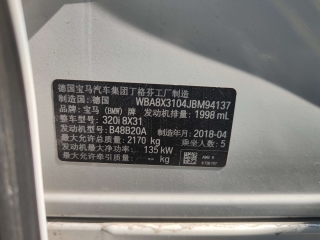 德国宝马汽车集团丁格芬工厂制造
制造国：德国 WBA8X3104JBM94137
品牌：宝马（BMW）牌 发动机排量：1998 mL
整车型号：320i 8X31
发动机型号：B48B20A 制造年月：2018-04
最大允许总质量：2170 kg 乘坐人数：5
发动机最大净功率：135 kW
最大允许牵引质量： kg